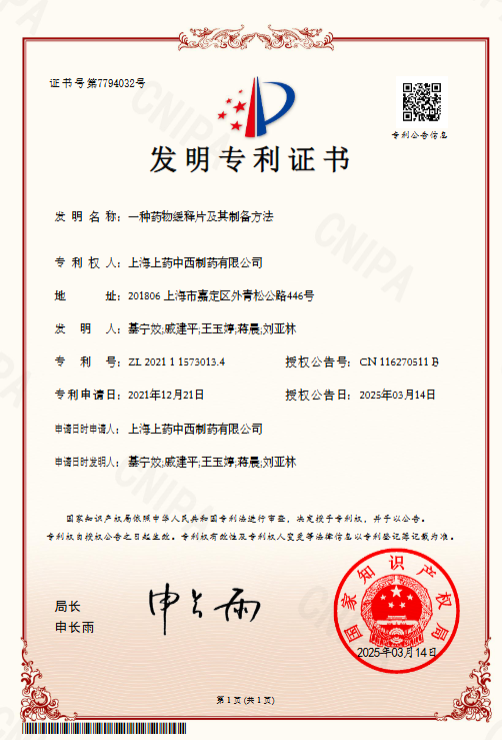 证书号第7794032号
专利公告信息
发明专利证书
发明名称：一种药物缓释片及其制备方法
专利权人：上海上药中西制药有限公司
地址：201806 上海市嘉定区外青松公路446号
发明人：綦宁效;戚建平;王玉婷;蒋晨;刘亚林
专利号：ZL 2021 1 1573013.4 授权公告号：CN 116270511 B
专利申请日：2021年12月21日 授权公告日：2025年03月14日
申请日时申请人：上海上药中西制药有限公司
申请日时发明人：綦宁效;戚建平;王玉婷;蒋晨;刘亚林
国家知识产权局依照中华人民共和国专利法进行审查，决定授予专利权，并予以公告。
专利权自授权公告之日起生效。专利权有效性及专利权人变更等法律信息以专利登记簿记载为准。
局长
申长雨
申长雨
国家知识产权局
2025年03月14日
第 1 页 (共 1 页)
CNIPA
CNIPA
CNIPA
CNIPA